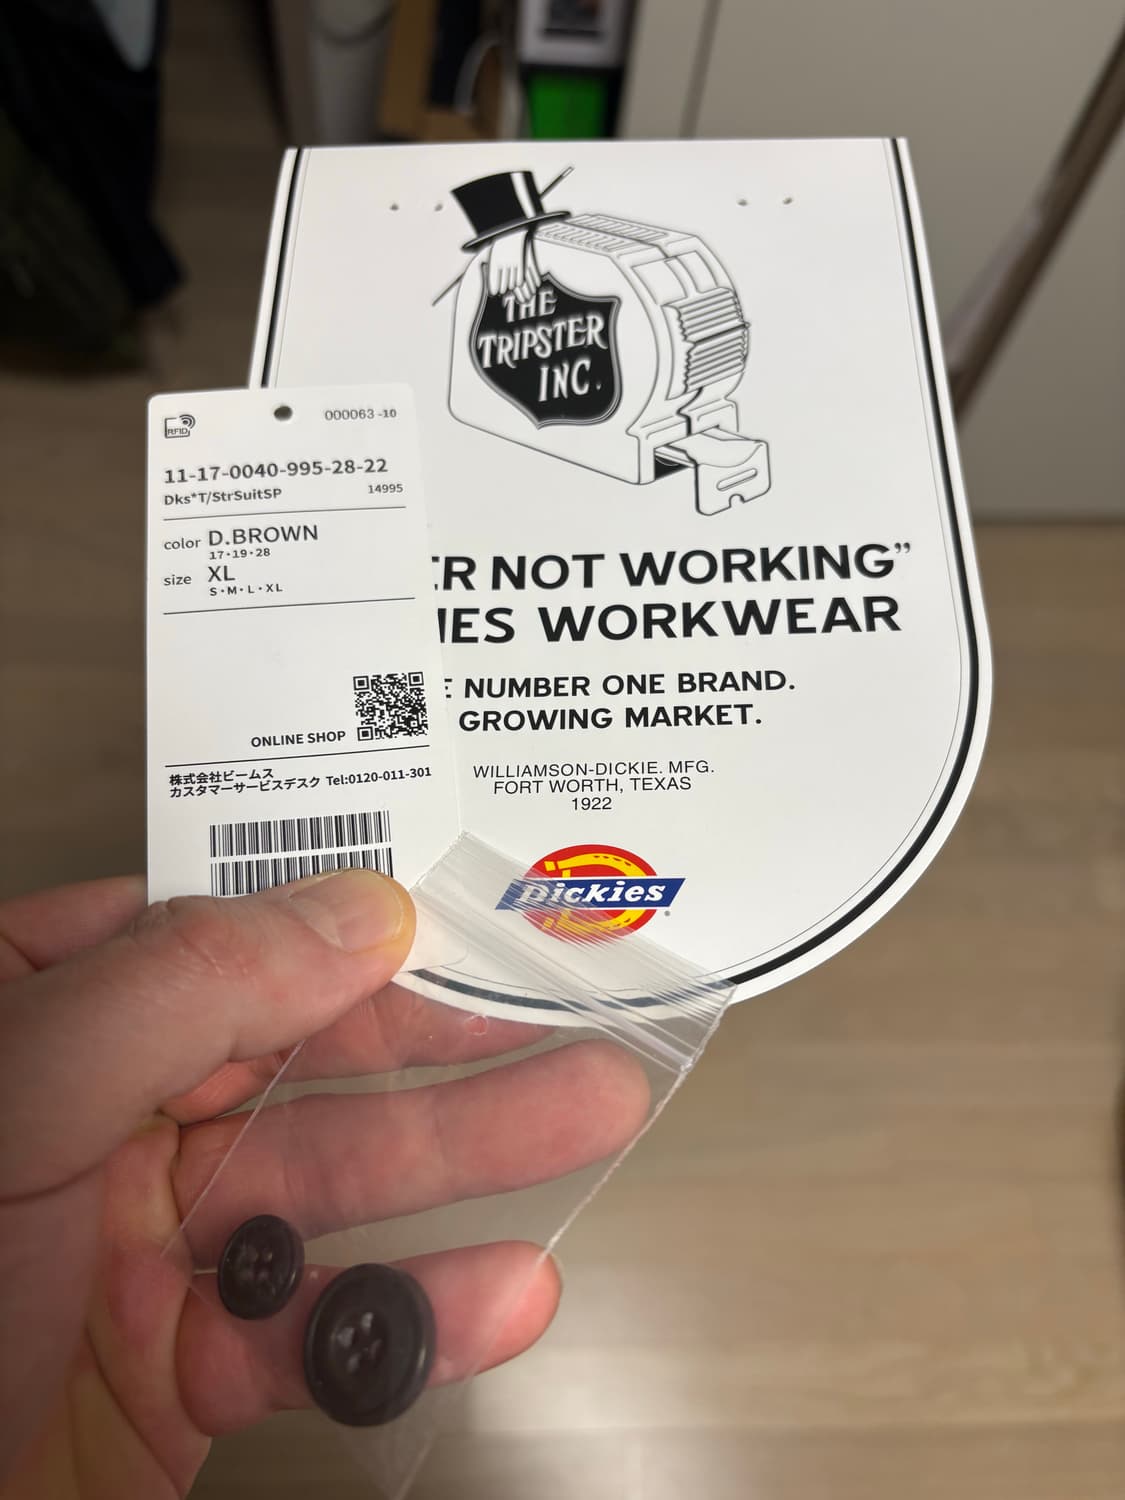 THE
TRIPSTER
INC.
RFID
000063 -10
11-17-0040-995-28-22
Dks*T/StrSuitSP 14995
color D.BROWN
17・19・28
size XL
S・M・L・XL
ONLINE SHOP
株式会社ビームス
カスタマーサービスデスク Tel:0120-011-301
NOT WORKING”
WORKWEAR
NUMBER ONE BRAND.
GROWING MARKET.
WILLIAMSON-DICKIE. MFG.
FORT WORTH, TEXAS
1922
Dickies